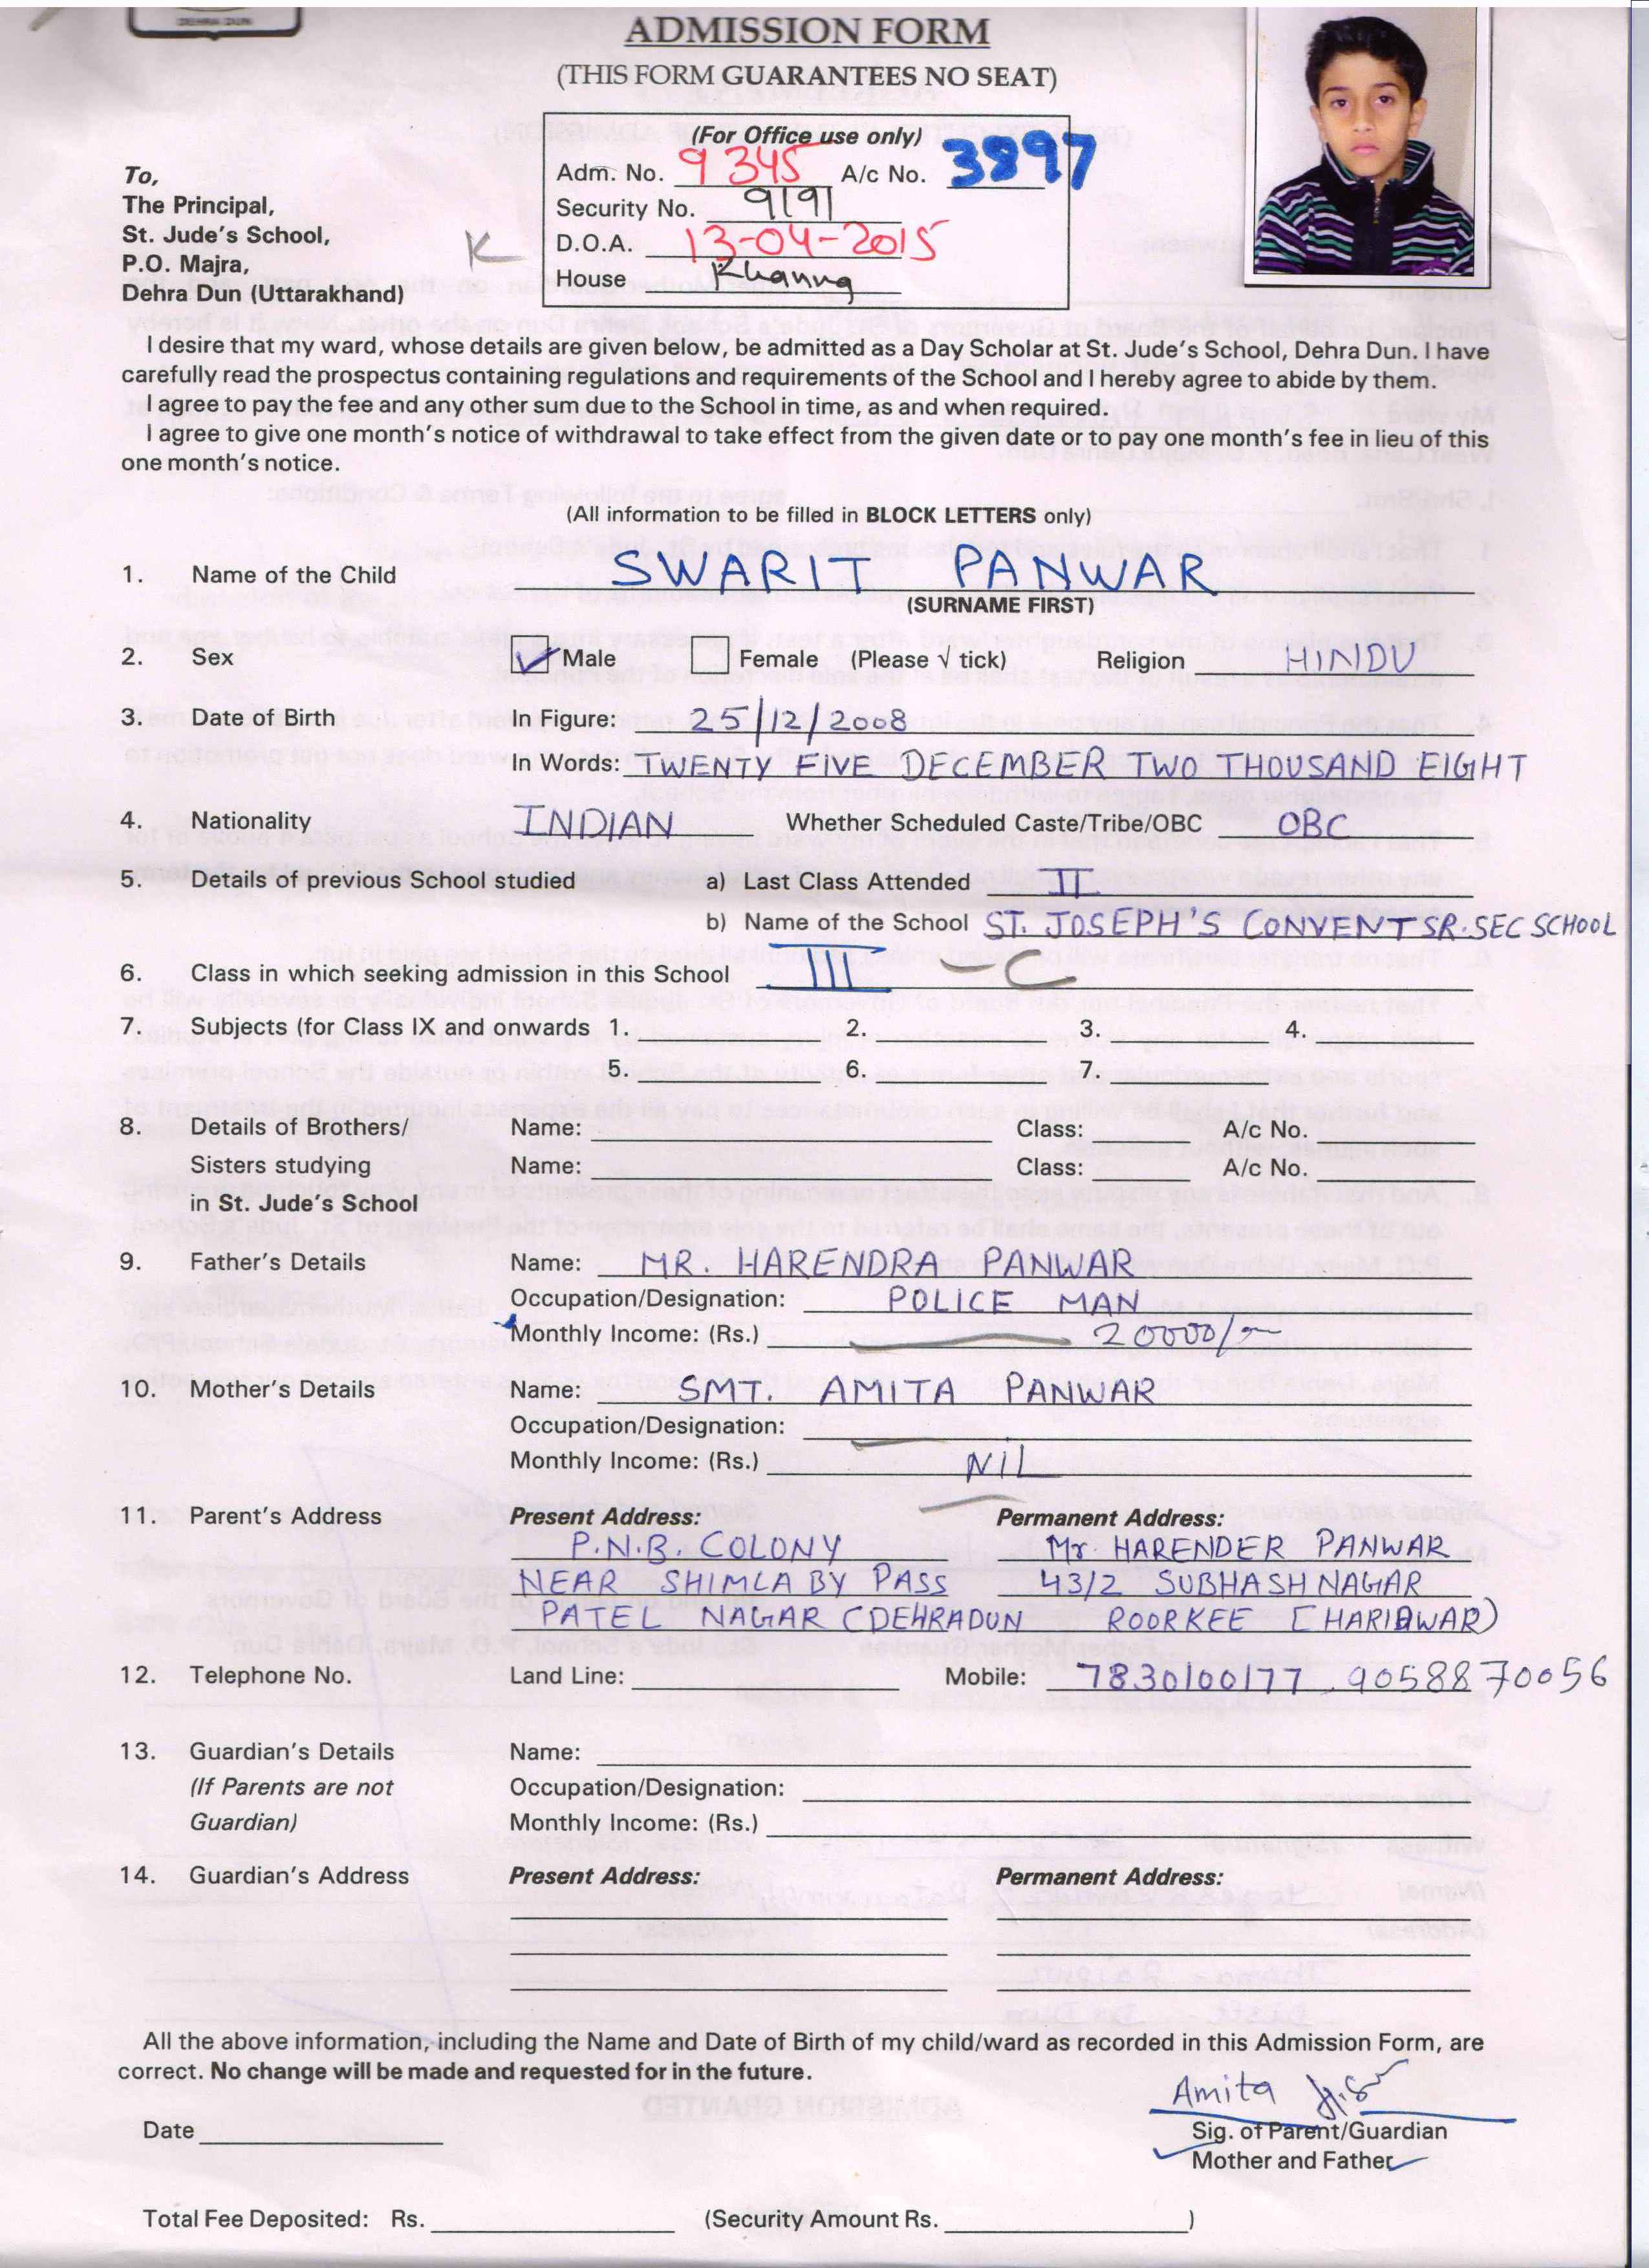 DEHRA DUN
ADMISSION FORM
(THIS FORM GUARANTEES NO SEAT)
(For Office use only)
Adm. No. 9345 A/c No. 3897
Security No. 9191
D.O.A. 13-04-2015
House Khanna
K
To,
The Principal,
St. Jude's School,
P.O. Majra,
Dehra Dun (Uttarakhand)
I desire that my ward, whose details are given below, be admitted as a Day Scholar at St. Jude's School, Dehra Dun. I have
carefully read the prospectus containing regulations and requirements of the School and I hereby agree to abide by them.
I agree to pay the fee and any other sum due to the School in time, as and when required.
I agree to give one month's notice of withdrawal to take effect from the given date or to pay one month's fee in lieu of this
one month's notice.
(All information to be filled in BLOCK LETTERS only)
1. Name of the Child SWARIT PANWAR
(SURNAME FIRST)
2. Sex Male Female (Please √ tick) Religion HINDU
3. Date of Birth In Figure: 25/12/2008
In Words: TWENTY FIVE DECEMBER TWO THOUSAND EIGHT
4. Nationality INDIAN Whether Scheduled Caste/Tribe/OBC OBC
5. Details of previous School studied a) Last Class Attended II
b) Name of the School ST. JOSEPH'S CONVENT SR. SEC SCHOOL
6. Class in which seeking admission in this School III - C
7. Subjects (for Class IX and onwards 1. 2. 3. 4.
5. 6. 7.
8. Details of Brothers/ Name: Class: A/c No.
Sisters studying Name: Class: A/c No.
in St. Jude's School
9. Father's Details Name: MR. HARENDRA PANWAR
Occupation/Designation: POLICE MAN
Monthly Income: (Rs.) 20000/-
10. Mother's Details Name: SMT. AMITA PANWAR
Occupation/Designation:
Monthly Income: (Rs.) NIL
11. Parent's Address Present Address: Permanent Address:
P.N.B. COLONY Mr. HARENDER PANWAR
NEAR SHIMLA BY PASS 43/2 SUBHASH NAGAR
PATEL NAGAR (DEHRADUN ROORKEE (HARIDWAR)
12. Telephone No. Land Line: Mobile: 7830100177 9058870056
13. Guardian's Details Name:
(If Parents are not Occupation/Designation:
Guardian) Monthly Income: (Rs.)
14. Guardian's Address Present Address: Permanent Address:
All the above information, including the Name and Date of Birth of my child/ward as recorded in this Admission Form, are
correct. No change will be made and requested for in the future.
Amita
Date Sig. of Parent/Guardian
Mother and Father
Total Fee Deposited: Rs. (Security Amount Rs. )